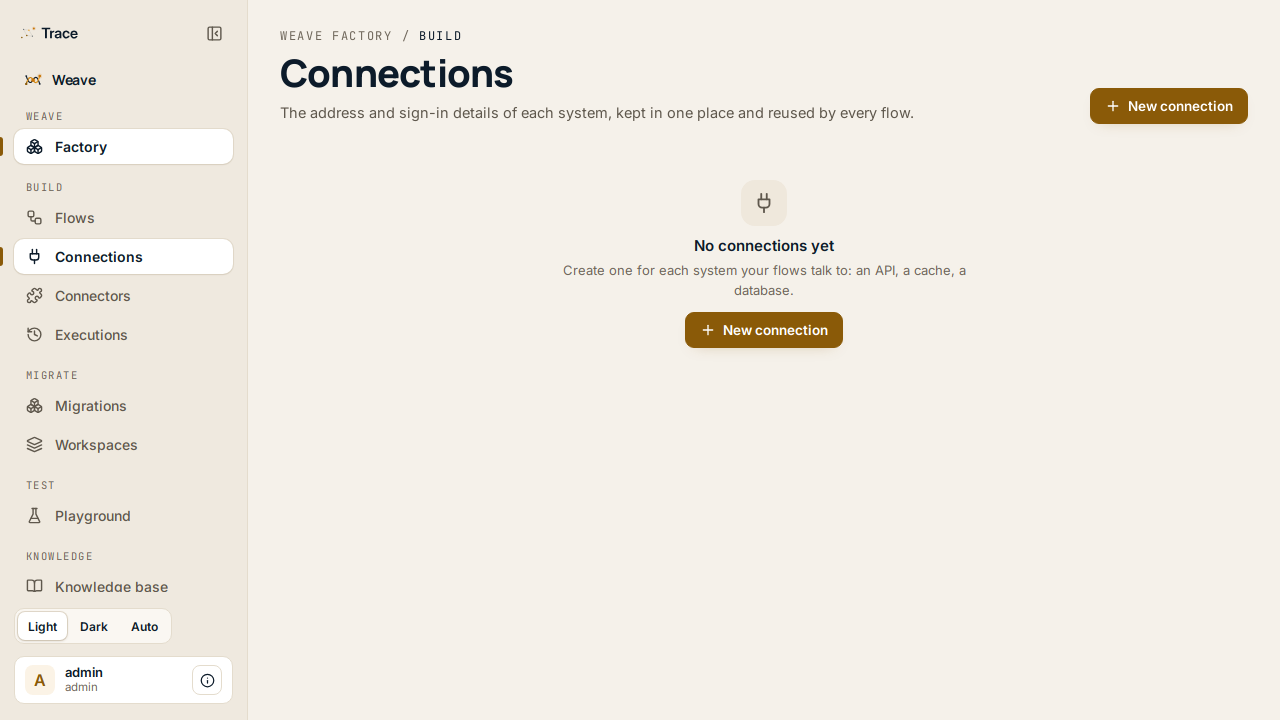 Trace
Weave
WEAVE
Factory
BUILD
Flows
Connections
Connectors
Executions
MIGRATE
Migrations
Workspaces
TEST
Playground
KNOWLEDGE
Knowledge base
Light Dark Auto
A
admin
admin
WEAVE FACTORY / BUILD
Connections
The address and sign-in details of each system, kept in one place and reused by every flow.
New connection
No connections yet
Create one for each system your flows talk to: an API, a cache, a
database.
New connection